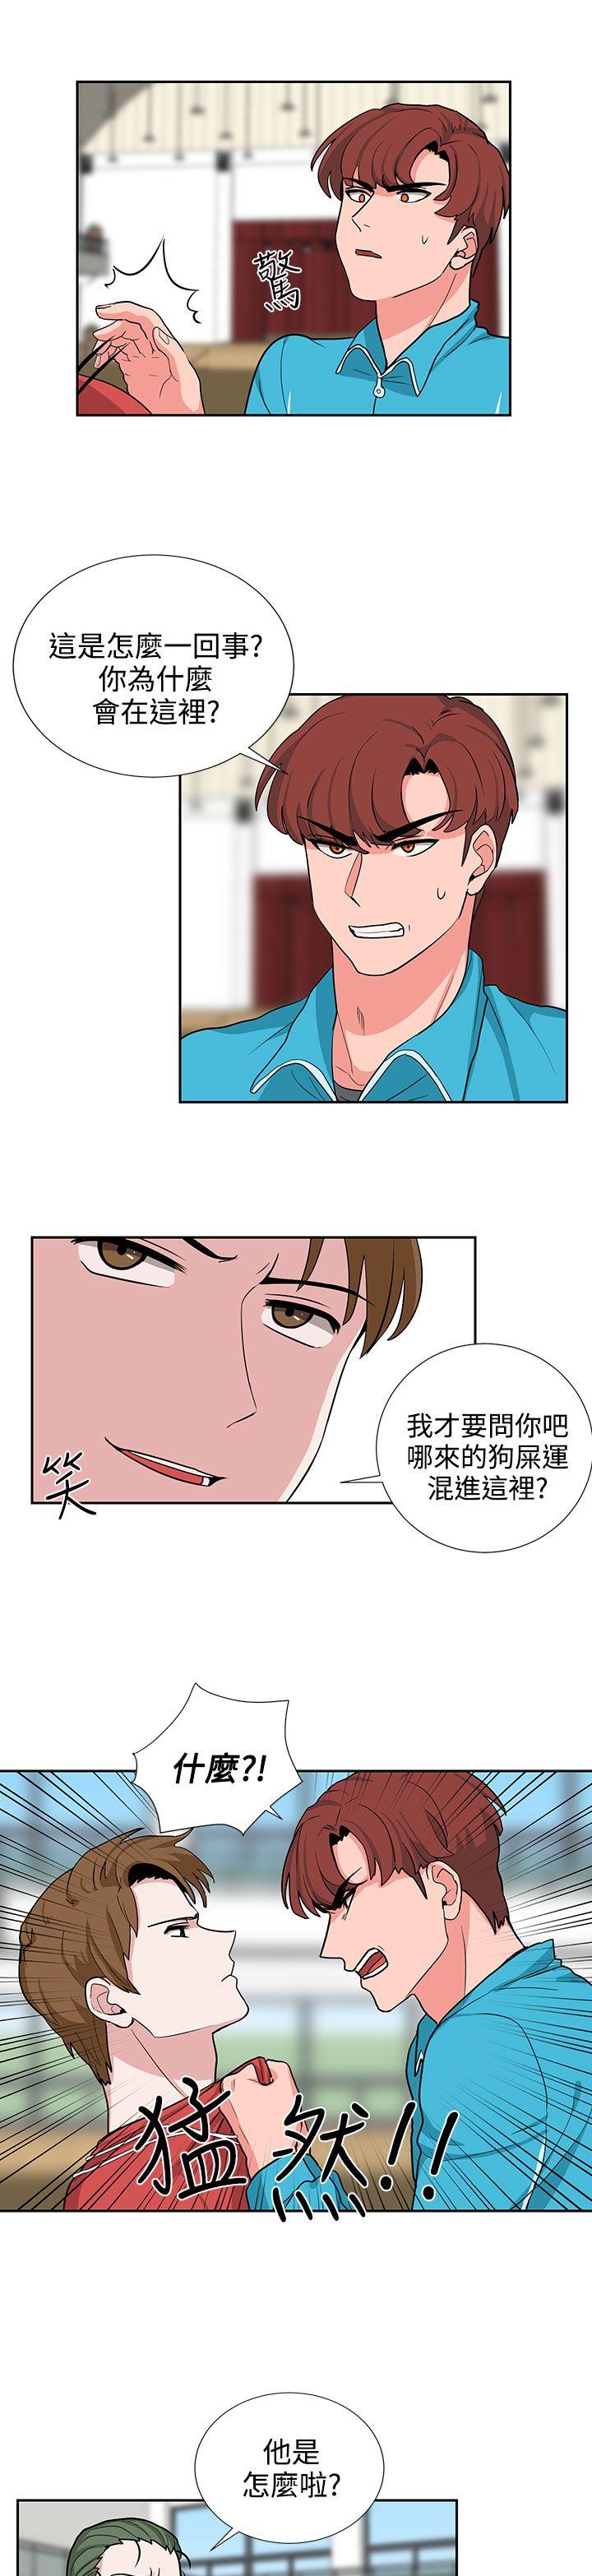 驚
這是怎麼一回事?
你為什麼
會在這裡?
我才要問你吧
哪來的狗屎運
混進這裡?
笑
什麼?!
猛然!!
他是
怎麼啦?